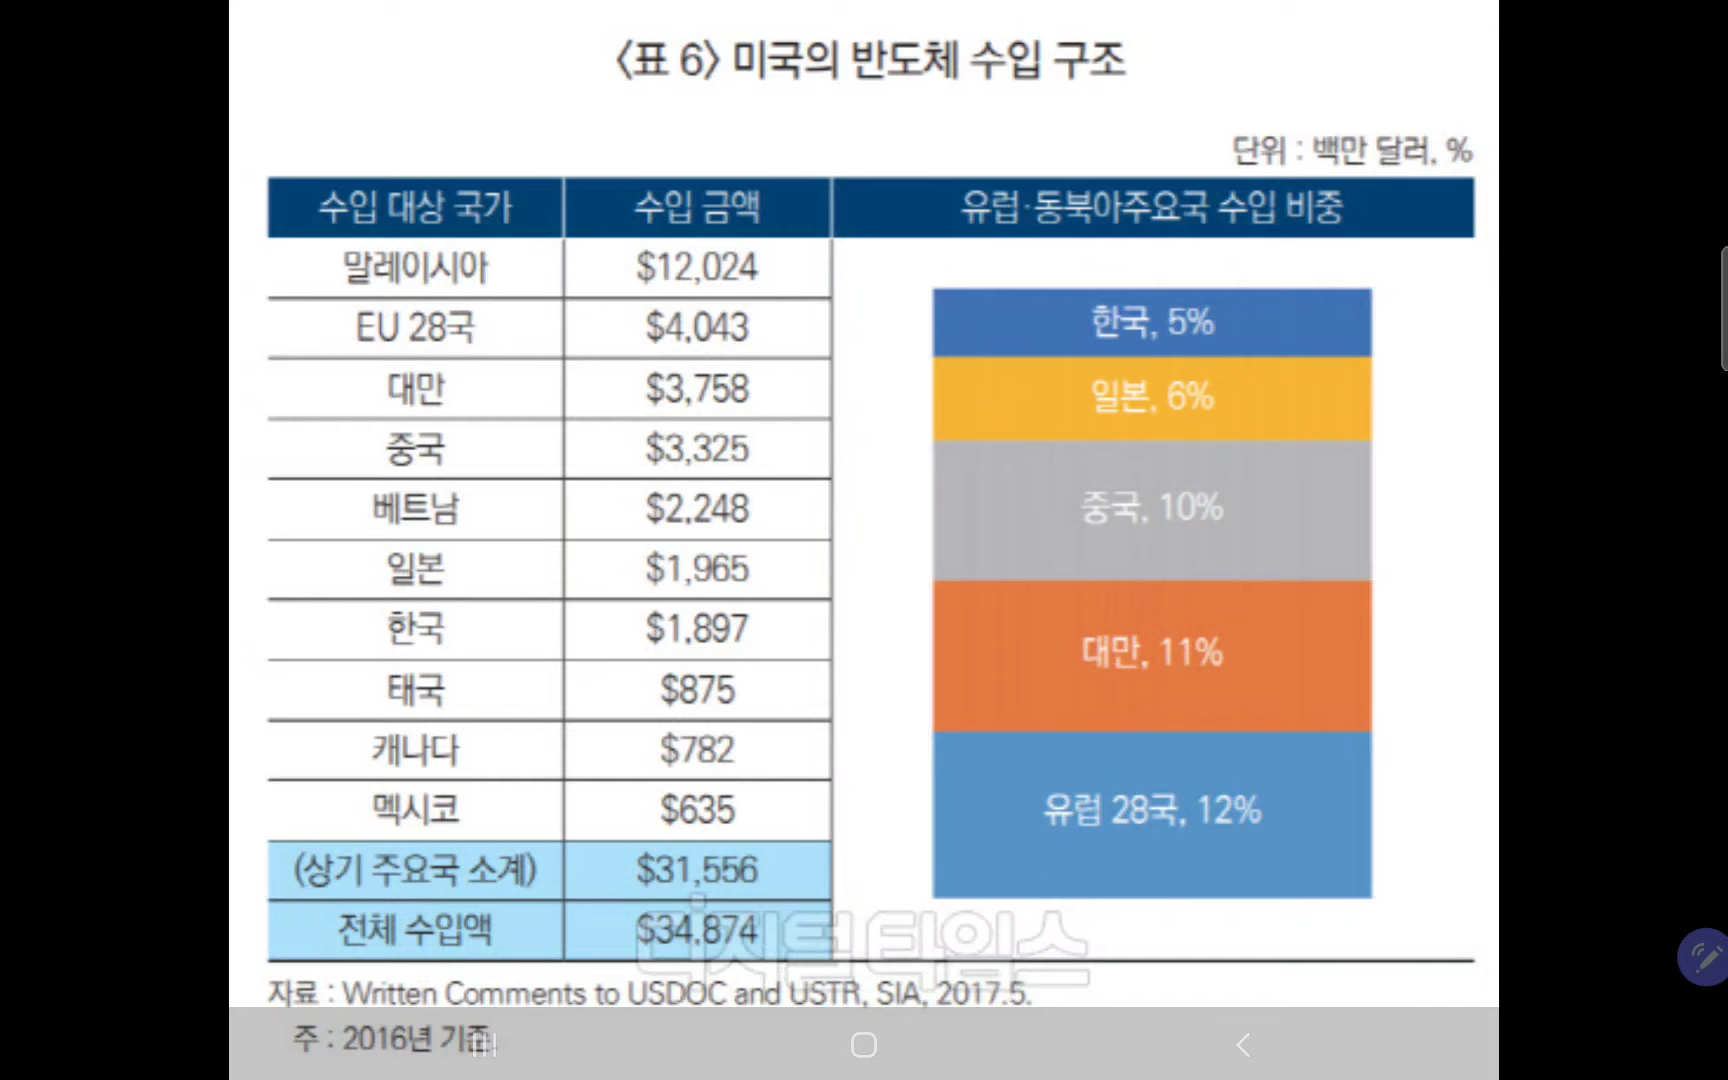 <표 6> 미국의 반도체 수입 구조
단위 : 백만 달러, %
수입 대상 국가 수입 금액 유럽·동북아주요국 수입 비중
말레이시아 $12,024
EU 28국 $4,043
대만 $3,758
중국 $3,325
베트남 $2,248
일본 $1,965
한국 $1,897
태국 $875
캐나다 $782
멕시코 $635
(상기 주요국 소계) $31,556
전체 수입액 $34,874
한국, 5%
일본, 6%
중국, 10%
대만, 11%
유럽 28국, 12%
디지털타임스
자료 : Written Comments to USDOC and USTR, SIA, 2017.5.
주 : 2016년 기준.